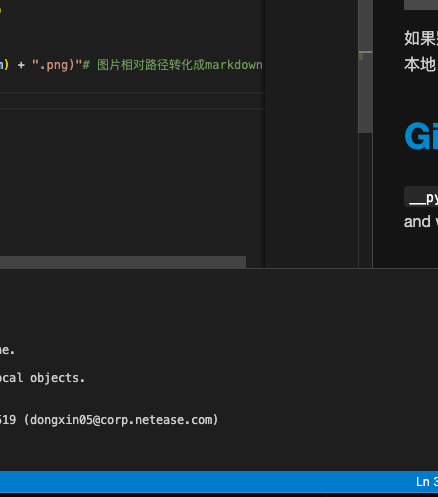 ) + ".png)"# 图片相对路径转化成markdown
如果
本地
Gi
__py
and
ne.
ocal objects.
519 (dongxin05@corp.netease.com)
Ln 3